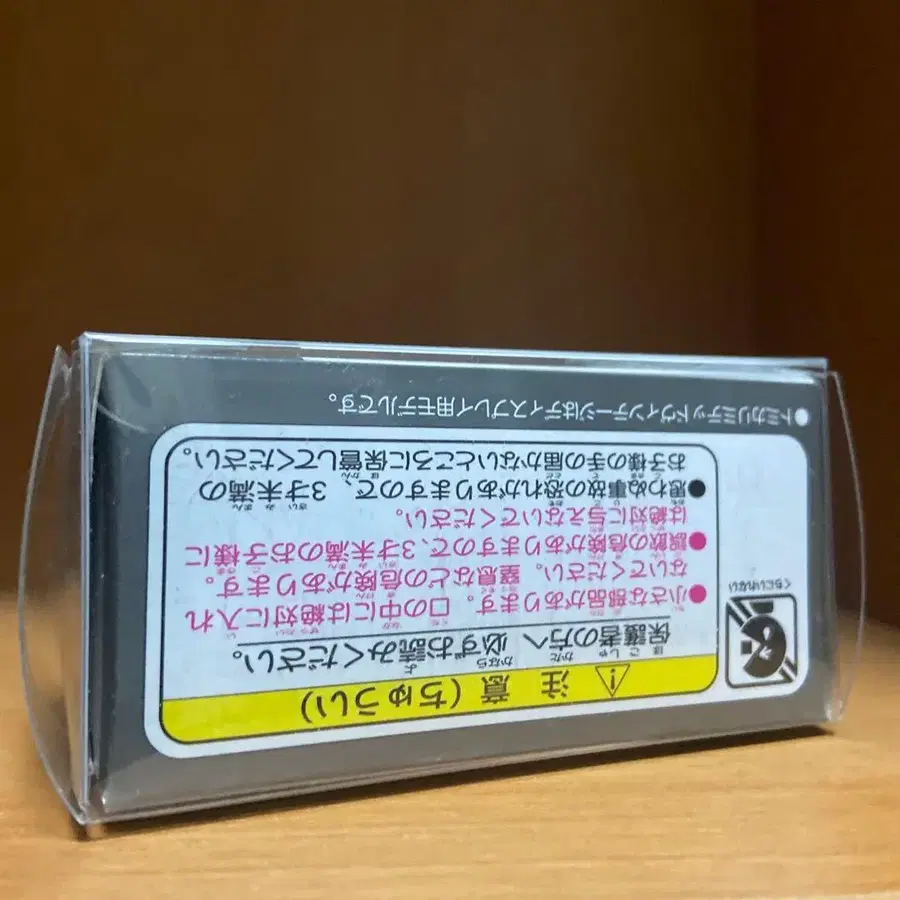 注意(ちゅうい)
保護者の方へ 必ずお読みください。
●小さな部品があります。口の中には絶対に入れ
ないでください。窒息などの危険があります。
●誤飲の危険がありますので、3才未満のお子様に
は絶対に与えないでください。
●思わぬ事故の恐れがありますので、3才未満の
お子様の手の届かないところに保管してください。
くちにいれない
●トミカリミテッドヴィンテージはディスプレイ用モデルです。